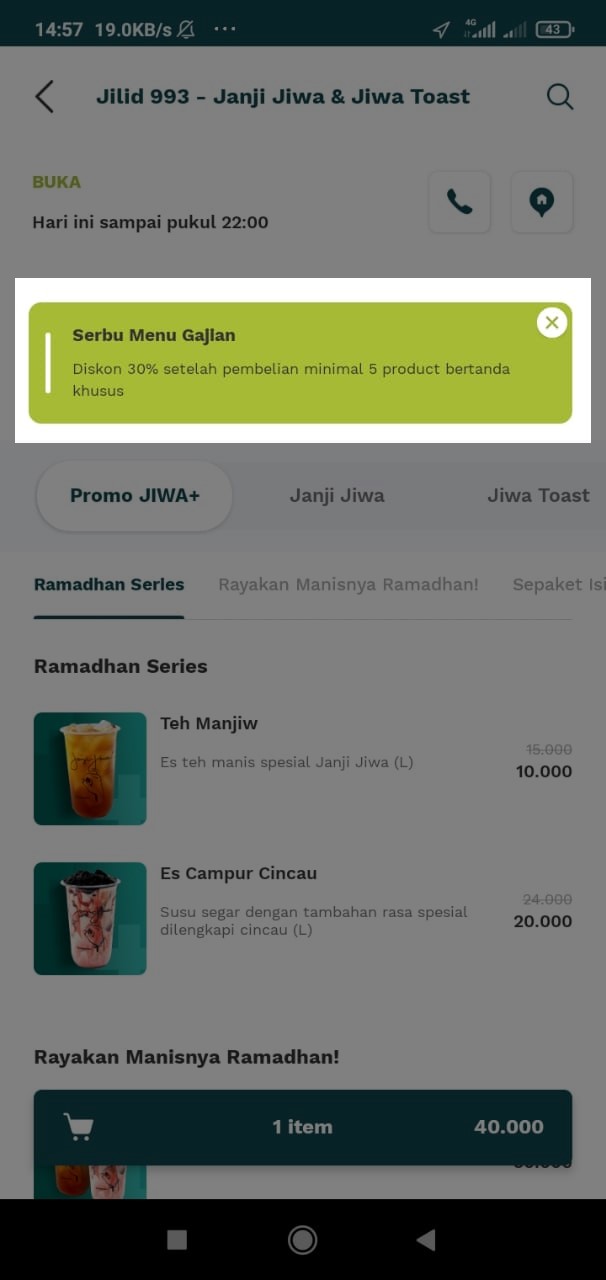 14:57 19.0KB/s ...
4G
43
Jilid 993 - Janji Jiwa & Jiwa Toast
BUKA
Hari ini sampai pukul 22:00
Serbu Menu Gajian
Diskon 30% setelah pembelian minimal 5 product bertanda
khusus
Promo JIWA+ Janji Jiwa Jiwa Toast
Ramadhan Series Rayakan Manisnya Ramadhan! Sepaket Isi
Ramadhan Series
Teh Manjiw
15.000
Es teh manis spesial Janji Jiwa (L)
10.000
Es Campur Cincau
24.000
Susu segar dengan tambahan rasa spesial
20.000
dilengkapi cincau (L)
Rayakan Manisnya Ramadhan!
1 item 40.000